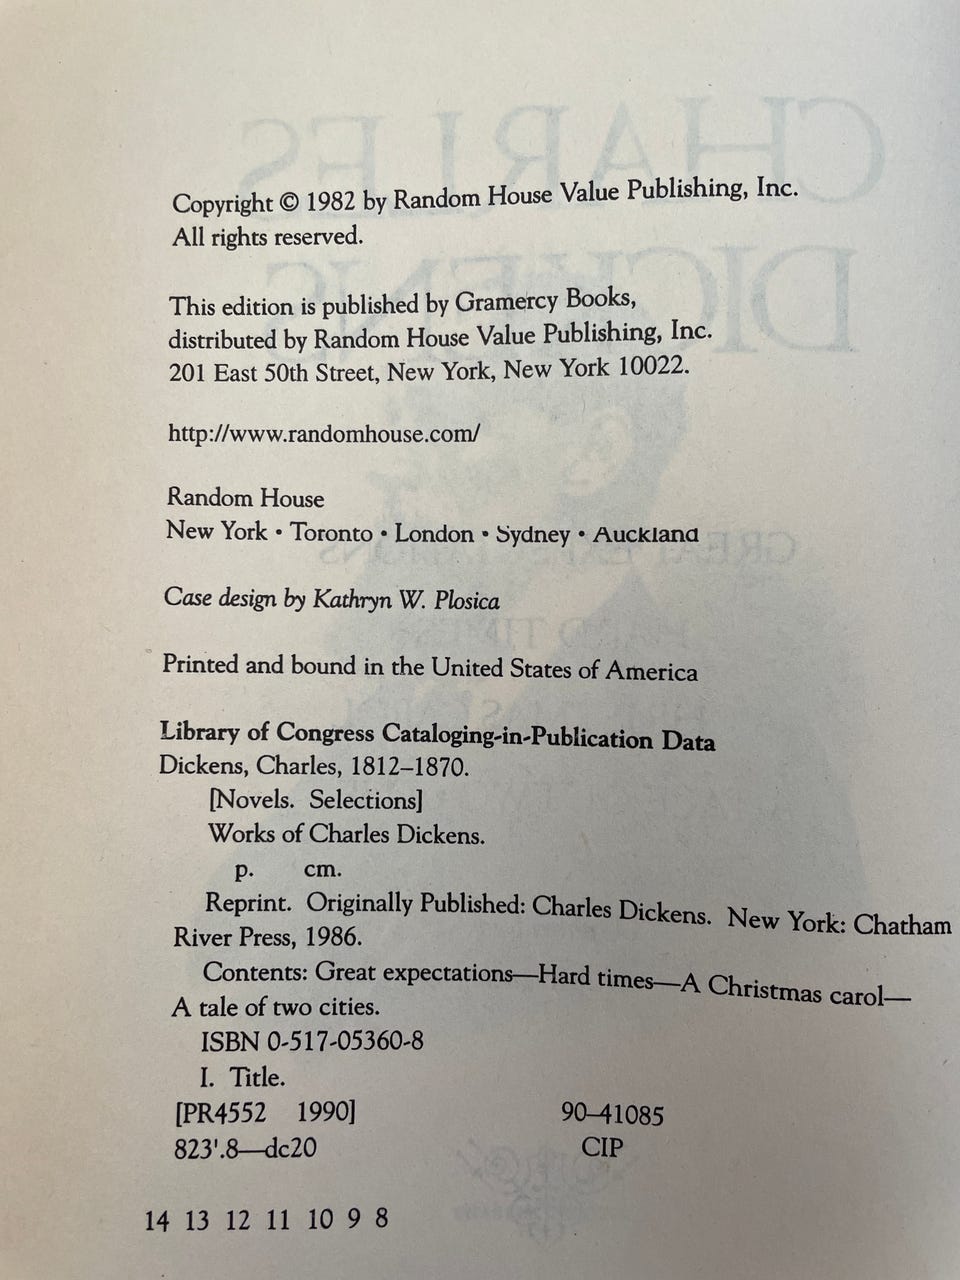 Copyright © 1982 by Random House Value Publishing, Inc.
All rights reserved.
This edition is published by Gramercy Books,
distributed by Random House Value Publishing, Inc.
201 East 50th Street, New York, New York 10022.
http://www.randomhouse.com/
Random House
New York • Toronto • London • Sydney • Auckland
Case design by Kathryn W. Plosica
Printed and bound in the United States of America
Library of Congress Cataloging-in-Publication Data
Dickens, Charles, 1812–1870.
[Novels. Selections]
Works of Charles Dickens.
p. cm.
Reprint. Originally Published: Charles Dickens. New York: Chatham
River Press, 1986.
Contents: Great expectations—Hard times—A Christmas carol—
A tale of two cities.
ISBN 0-517-05360-8
I. Title.
[PR4552 1990] 90–41085
823'.8—dc20 CIP
14 13 12 11 10 9 8